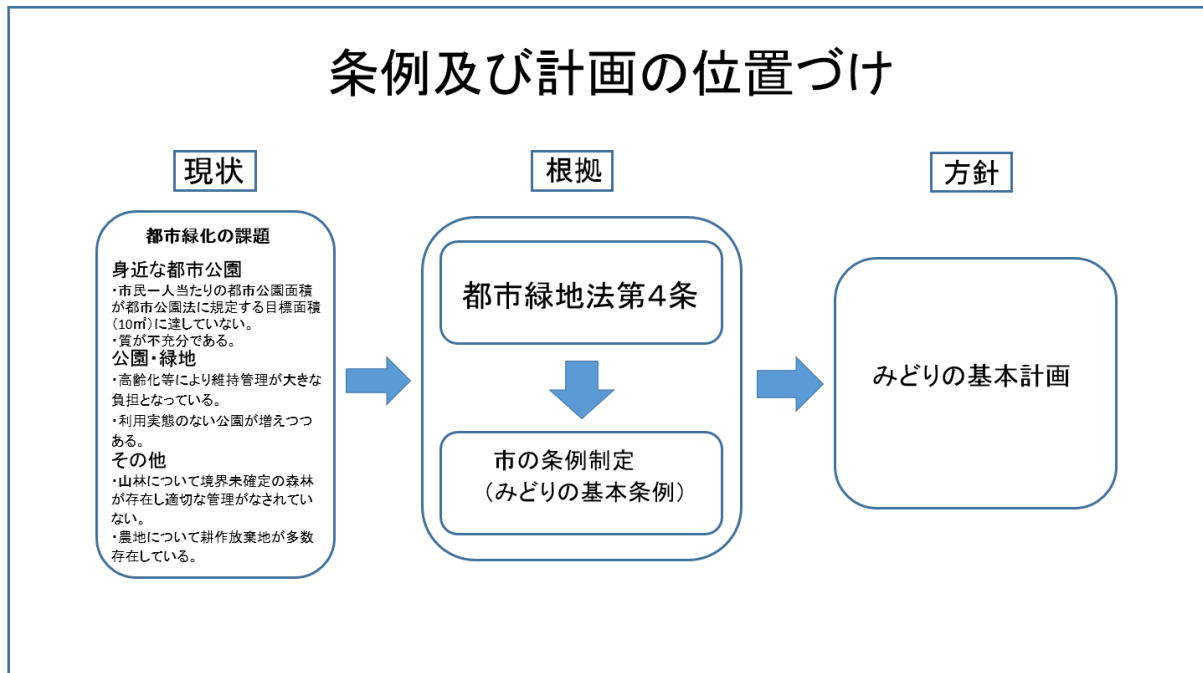 条例及び計画の位置づけ
現状
都市緑化の課題
身近な都市公園
・市民一人当たりの都市公園面積
が都市公園法に規定する目標面積
(10㎡)に達していない。
・質が不充分である。
公園・緑地
・高齢化等により維持管理が大きな
負担となっている。
・利用実態のない公園が増えつつ
ある。
その他
・山林について境界未確定の森林
が存在し適切な管理がなされてい
ない。
・農地について耕作放棄地が多数
存在している。
根拠
都市緑地法第4条
市の条例制定
(みどりの基本条例)
方針
みどりの基本計画